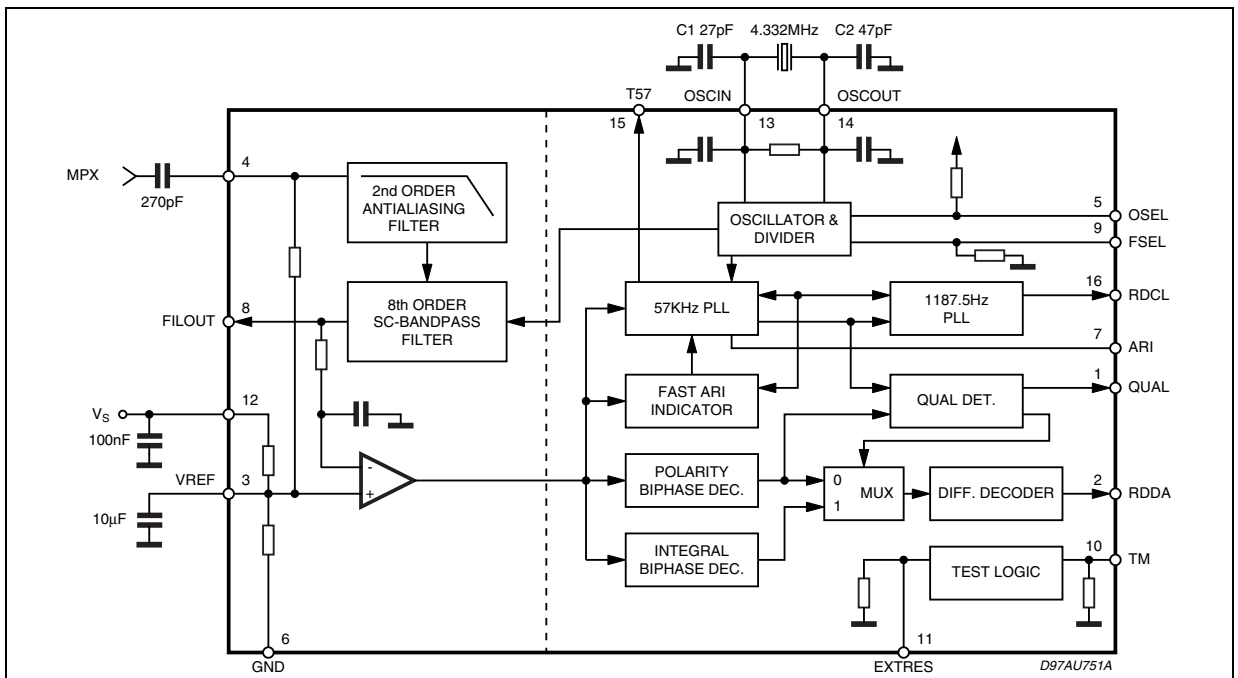 C1 27pF
4.332MHz
C2 47pF
T57
OSCIN
OSCOUT
15
13
14
MPX
4
270pF
2nd ORDER
ANTIALIASING
FILTER
OSCILLATOR &
DIVIDER
5
OSEL
9
FSEL
FILOUT
8
8th ORDER
SC-BANDPASS
FILTER
57KHz PLL
1187.5Hz
PLL
16
RDCL
7
ARI
VS
12
100nF
FAST ARI
INDICATOR
QUAL DET.
1
QUAL
VREF
3
10μF
-
+
POLARITY
BIPHASE DEC.
0
MUX
1
DIFF. DECODER
2
RDDA
INTEGRAL
BIPHASE DEC.
TEST LOGIC
10
TM
6
GND
11
EXTRES
D97AU751A